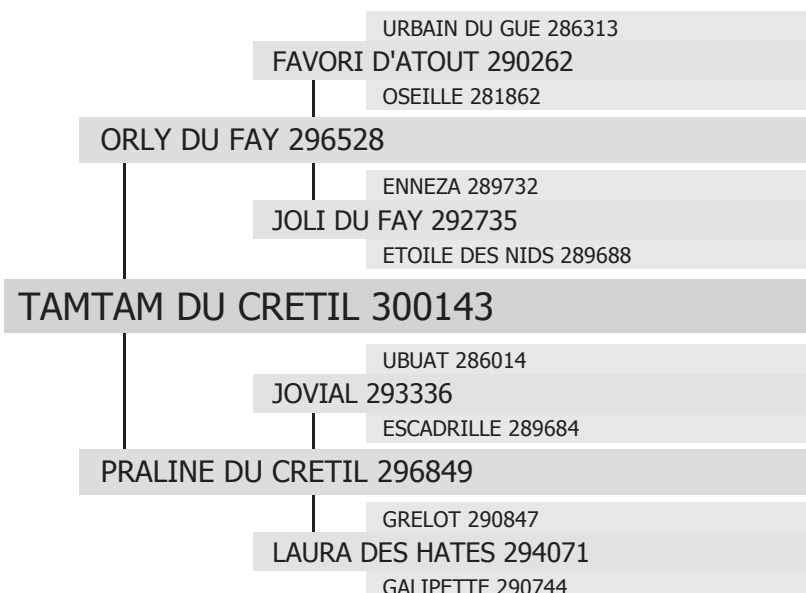 URBAIN DU GUE 286313
FAVORI D'ATOUT 290262
OSEILLE 281862
ORLY DU FAY 296528
ENNEZA 289732
JOLI DU FAY 292735
ETOILE DES NIDS 289688
TAMTAM DU CRETIL 300143
UBUAT 286014
JOVIAL 293336
ESCADRILLE 289684
PRALINE DU CRETIL 296849
GRELOT 290847
LAURA DES HATES 294071
GALIPETTE 290744